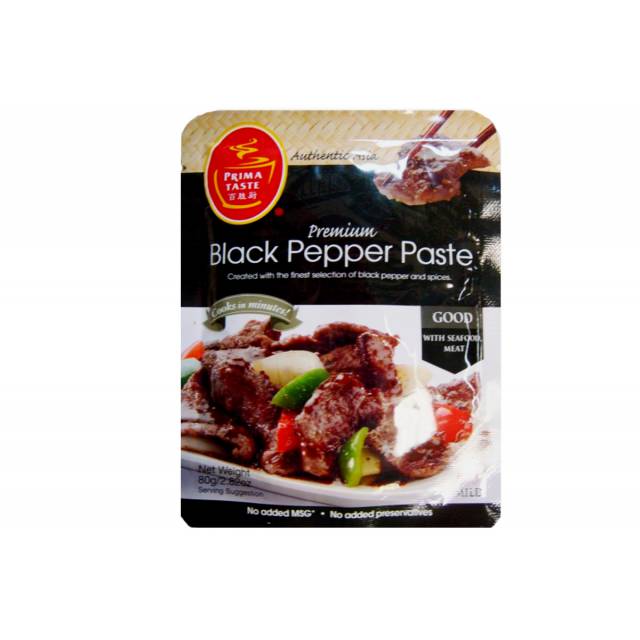 PRIMA
TASTE
百胜厨
Authentic Asia
Premium
Black Pepper Paste
Created with the finest selection of black pepper and spices.
Cooks in minutes!
GOOD
WITH SEAFOOD,
MEAT
Net Weight
80g/2.82oz
Serving Suggestion
MILD
No added MSG* • No added preservatives